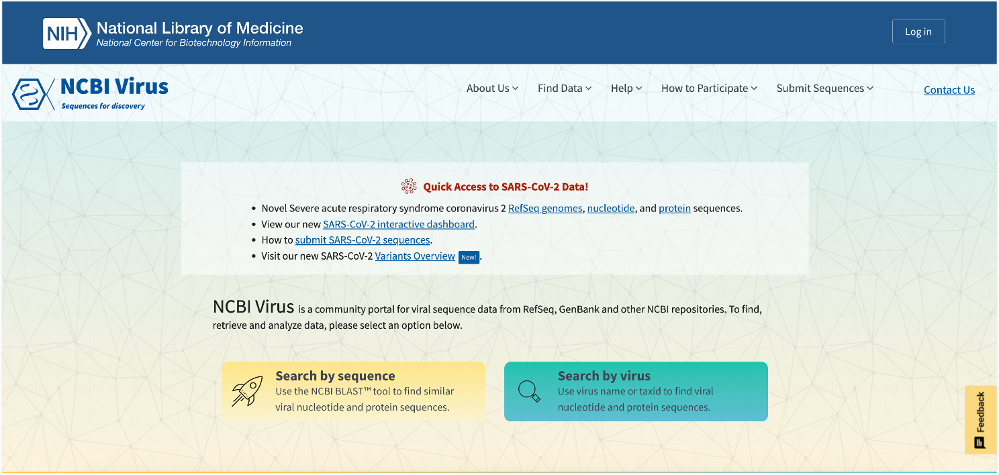 NIH National Library of Medicine
National Center for Biotechnology Information
Log in
NCBI Virus
Sequences for discovery
About Us
Find Data
Help
How to Participate
Submit Sequences
Contact Us
Quick Access to SARS-CoV-2 Data!
• Novel Severe acute respiratory syndrome coronavirus 2 RefSeq genomes, nucleotide, and protein sequences.
• View our new SARS-CoV-2 interactive dashboard.
• How to submit SARS-CoV-2 sequences.
• Visit our new SARS-CoV-2 Variants Overview New!.
NCBI Virus is a community portal for viral sequence data from RefSeq, GenBank and other NCBI repositories. To find,
retrieve and analyze data, please select an option below.
Search by sequence
Use the NCBI BLAST™ tool to find similar
viral nucleotide and protein sequences.
Search by virus
Use virus name or taxid to find viral
nucleotide and protein sequences.
Feedback